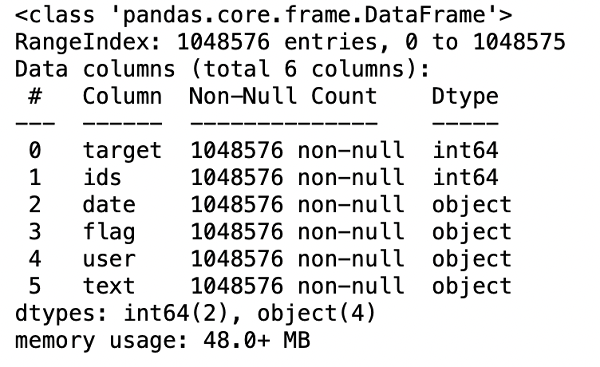 <class 'pandas.core.frame.DataFrame'>
RangeIndex: 1048576 entries, 0 to 1048575
Data columns (total 6 columns):
 #   Column  Non-Null Count    Dtype
---  ------  --------------    -----
 0   target  1048576 non-null  int64
 1   ids     1048576 non-null  int64
 2   date    1048576 non-null  object
 3   flag    1048576 non-null  object
 4   user    1048576 non-null  object
 5   text    1048576 non-null  object
dtypes: int64(2), object(4)
memory usage: 48.0+ MB